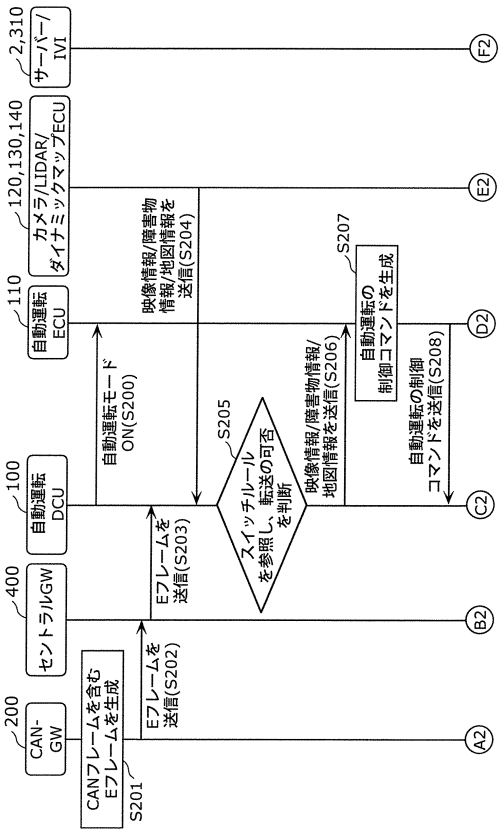 200
CAN-
GW
400
セントラルGW
100
自動運転
DCU
110
自動運転
ECU
120,130,140
カメラ/LIDAR/
ダイナミックマップECU
2,310
サーバー/
IVI
自動運転モード
ON(S200)
CANフレームを含む
Eフレームを生成
S201
Eフレームを
送信(S202)
Eフレームを
送信(S203)
映像情報/障害物
情報/地図情報を
送信(S204)
S205
スイッチルール
を参照し、転送の可否
を判断
映像情報/障害物情報/
地図情報を送信(S206)
S207
自動運転の
制御コマンドを生成
自動運転の制御
コマンドを送信(S208)
A2
B2
C2
D2
E2
F2